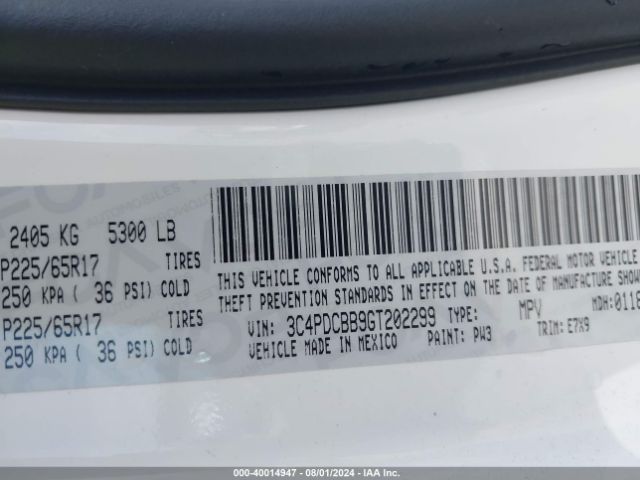 2405 KG 5300 LB
P225/65R17 TIRES
250 KPA ( 36 PSI) COLD
P225/65R17 TIRES
250 KPA ( 36 PSI) COLD
THIS VEHICLE CONFORMS TO ALL APPLICABLE U.S.A. FEDERAL MOTOR VEHICLE
THEFT PREVENTION STANDARDS IN EFFECT ON THE DATE OF
VIN: 3C4PDCBB9GT202299 TYPE: MPV MDH: 011
VEHICLE MADE IN MEXICO PAINT: PW3 TRIM: E7X9
AUTOMOBILES
000-40014947 - 08/01/2024 - IAA Inc.